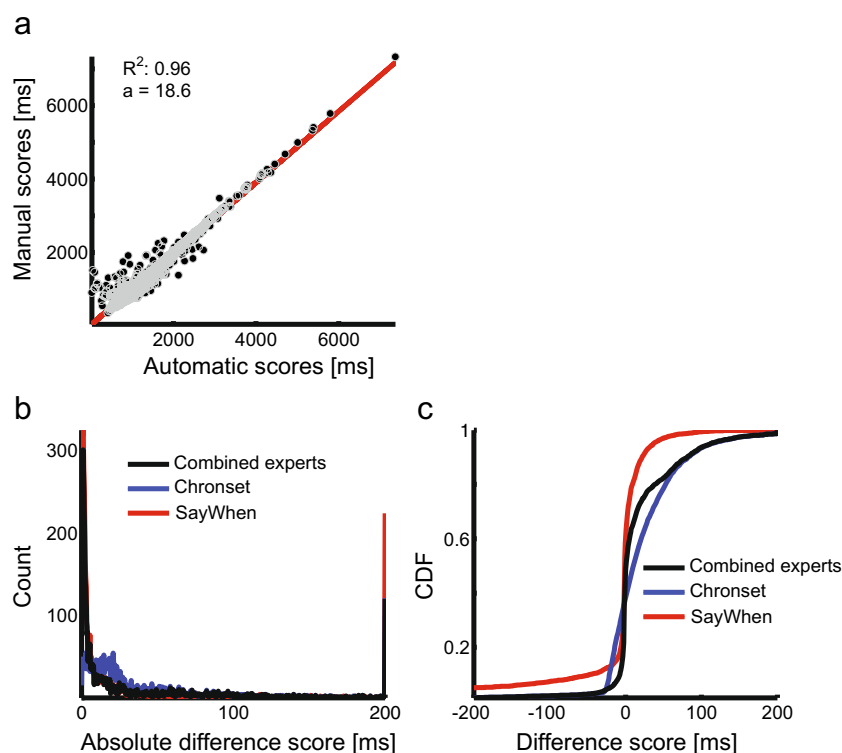 a
R²: 0.96
a = 18.6
Manual scores [ms]
6000
4000
2000
2000 4000 6000
Automatic scores [ms]
b
Count
300
200
100
Combined experts
Chronset
SayWhen
0 100 200
Absolute difference score [ms]
c
CDF
1
0.6
0.2
Combined experts
Chronset
SayWhen
-200 -100 0 100 200
Difference score [ms]